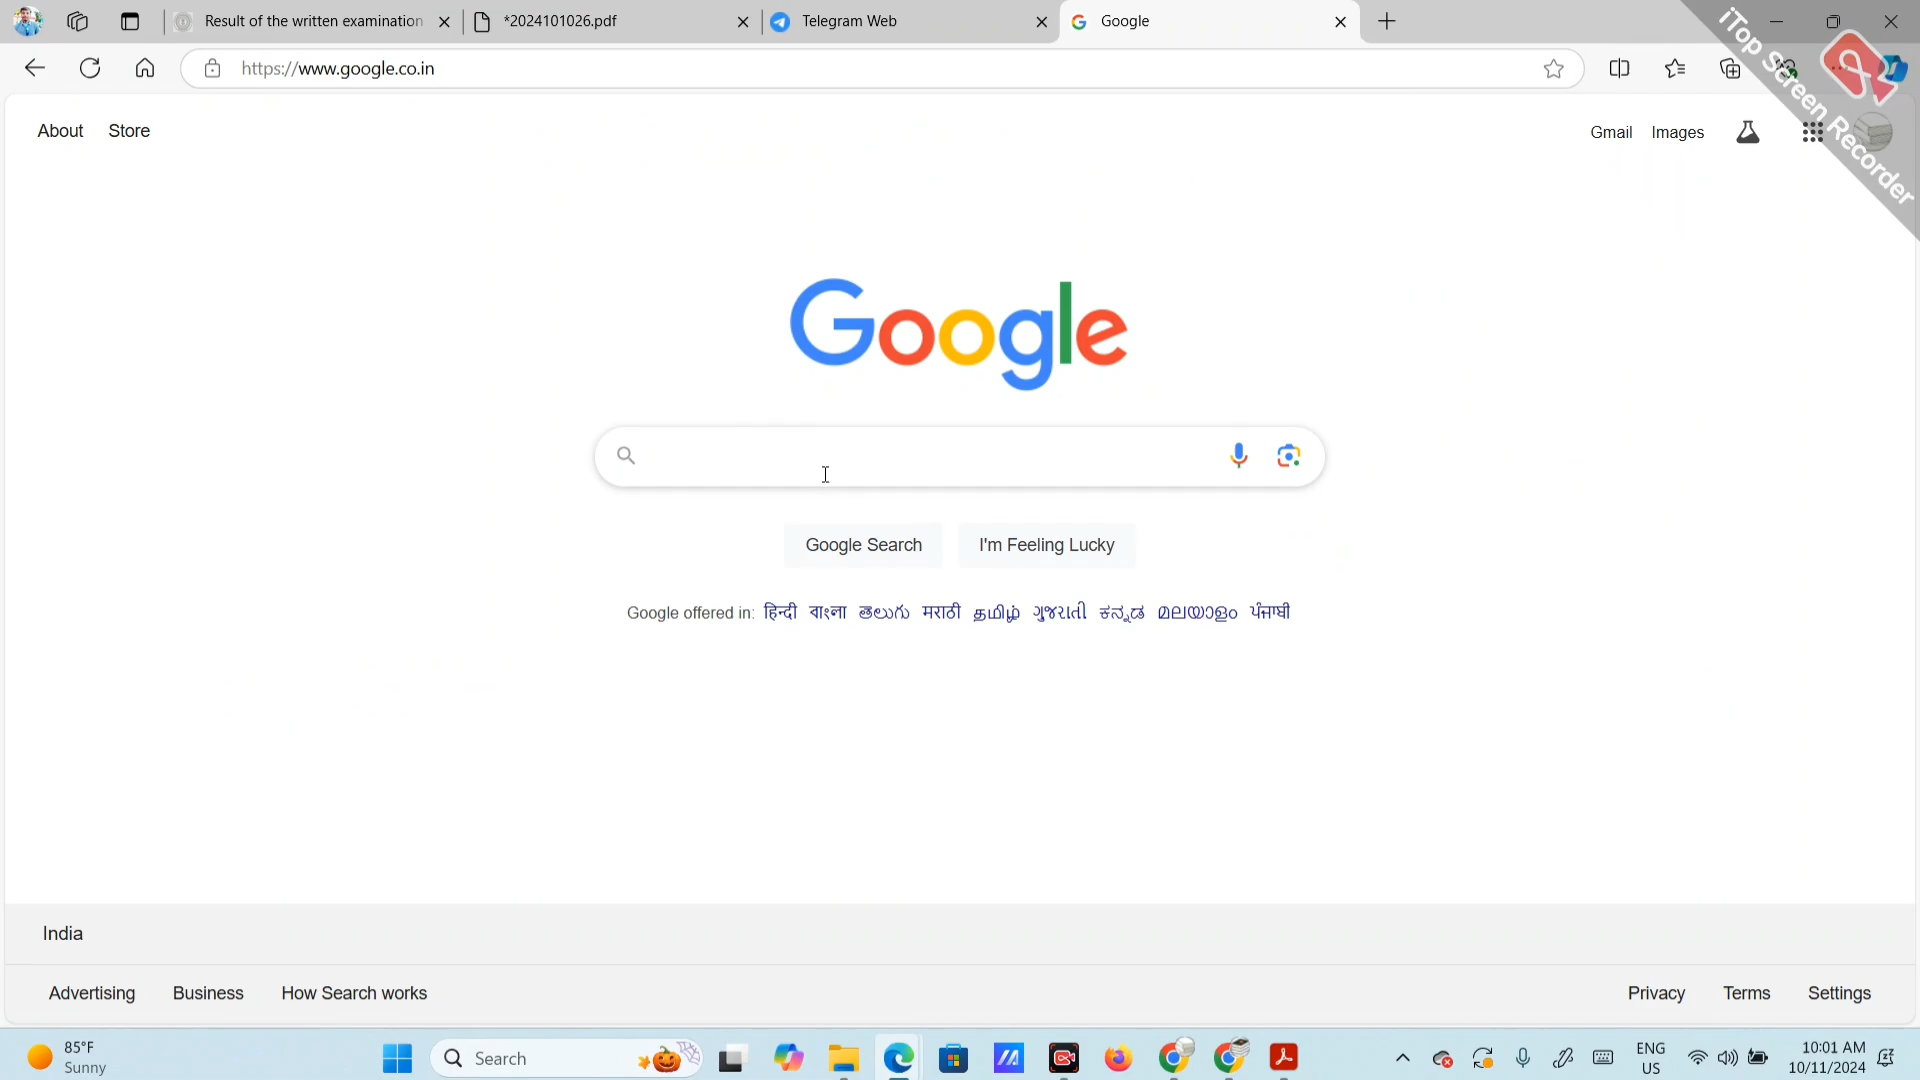 Result of the written examination
*2024101026.pdf
Telegram Web
Google
https://www.google.co.in
iTop Screen Recorder
About Store
Gmail Images
Google
Google Search
I'm Feeling Lucky
Google offered in: हिन्दी বাংলা తెలుగు मराठी தமிழ் ગુજરાતી ಕನ್ನಡ മലയാളം ਪੰਜਾਬੀ
India
Advertising Business How Search works
Privacy Terms Settings
85°F
Sunny
Search
ENG
US
10:01 AM
10/11/2024